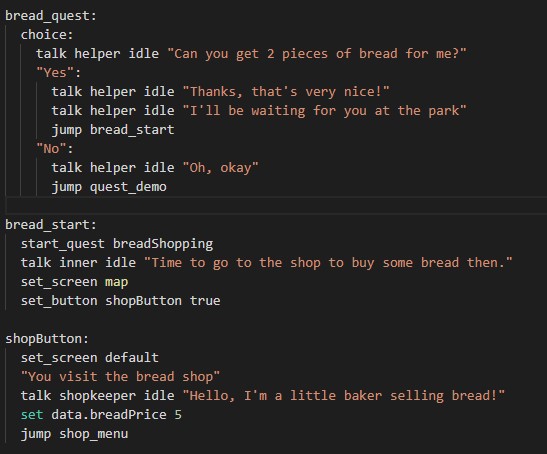 bread_quest:
choice:
talk helper idle "Can you get 2 pieces of bread for me?"
"Yes":
talk helper idle "Thanks, that's very nice!"
talk helper idle "I'll be waiting for you at the park"
jump bread_start
"No":
talk helper idle "Oh, okay"
jump quest_demo
bread_start:
start_quest breadShopping
talk inner idle "Time to go to the shop to buy some bread then."
set_screen map
set_button shopButton true
shopButton:
set_screen default
"You visit the bread shop"
talk shopkeeper idle "Hello, I'm a little baker selling bread!"
set data.breadPrice 5
jump shop_menu